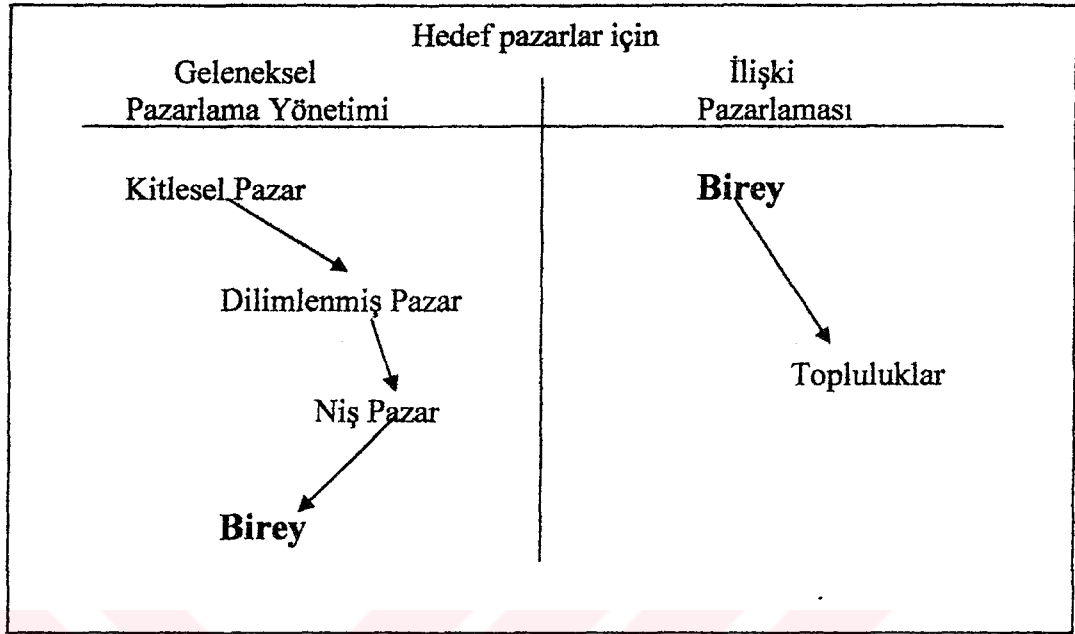 Hedef pazarlar için
Geleneksel
Pazarlama Yönetimi
İlişki
Pazarlaması
Kitlesel Pazar
Dilimlenmiş Pazar
Niş Pazar
Birey
Birey
Topluluklar